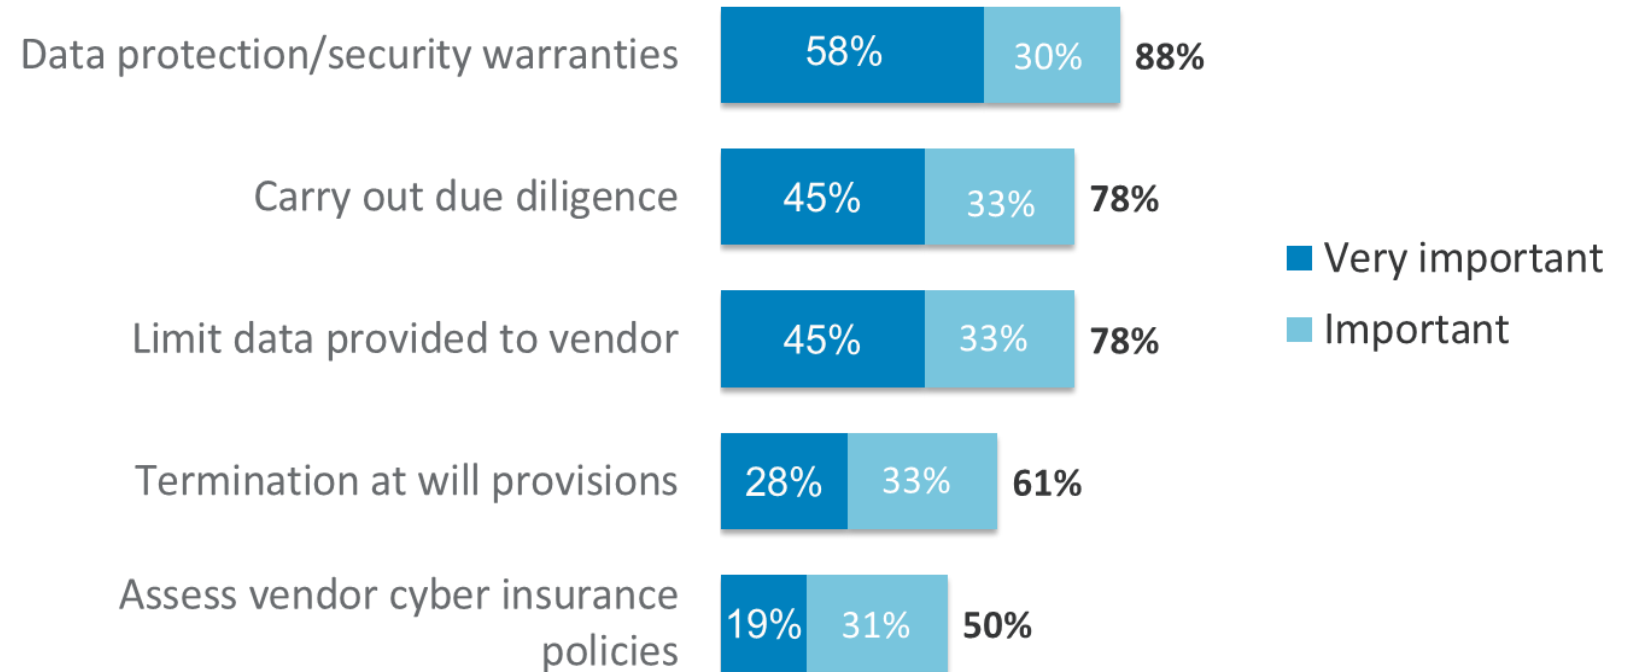 Data protection/security warranties 58% 30% 88%
Carry out due diligence 45% 33% 78%
Limit data provided to vendor 45% 33% 78%
Termination at will provisions 28% 33% 61%
Assess vendor cyber insurance
policies 19% 31% 50%
Very important
Important